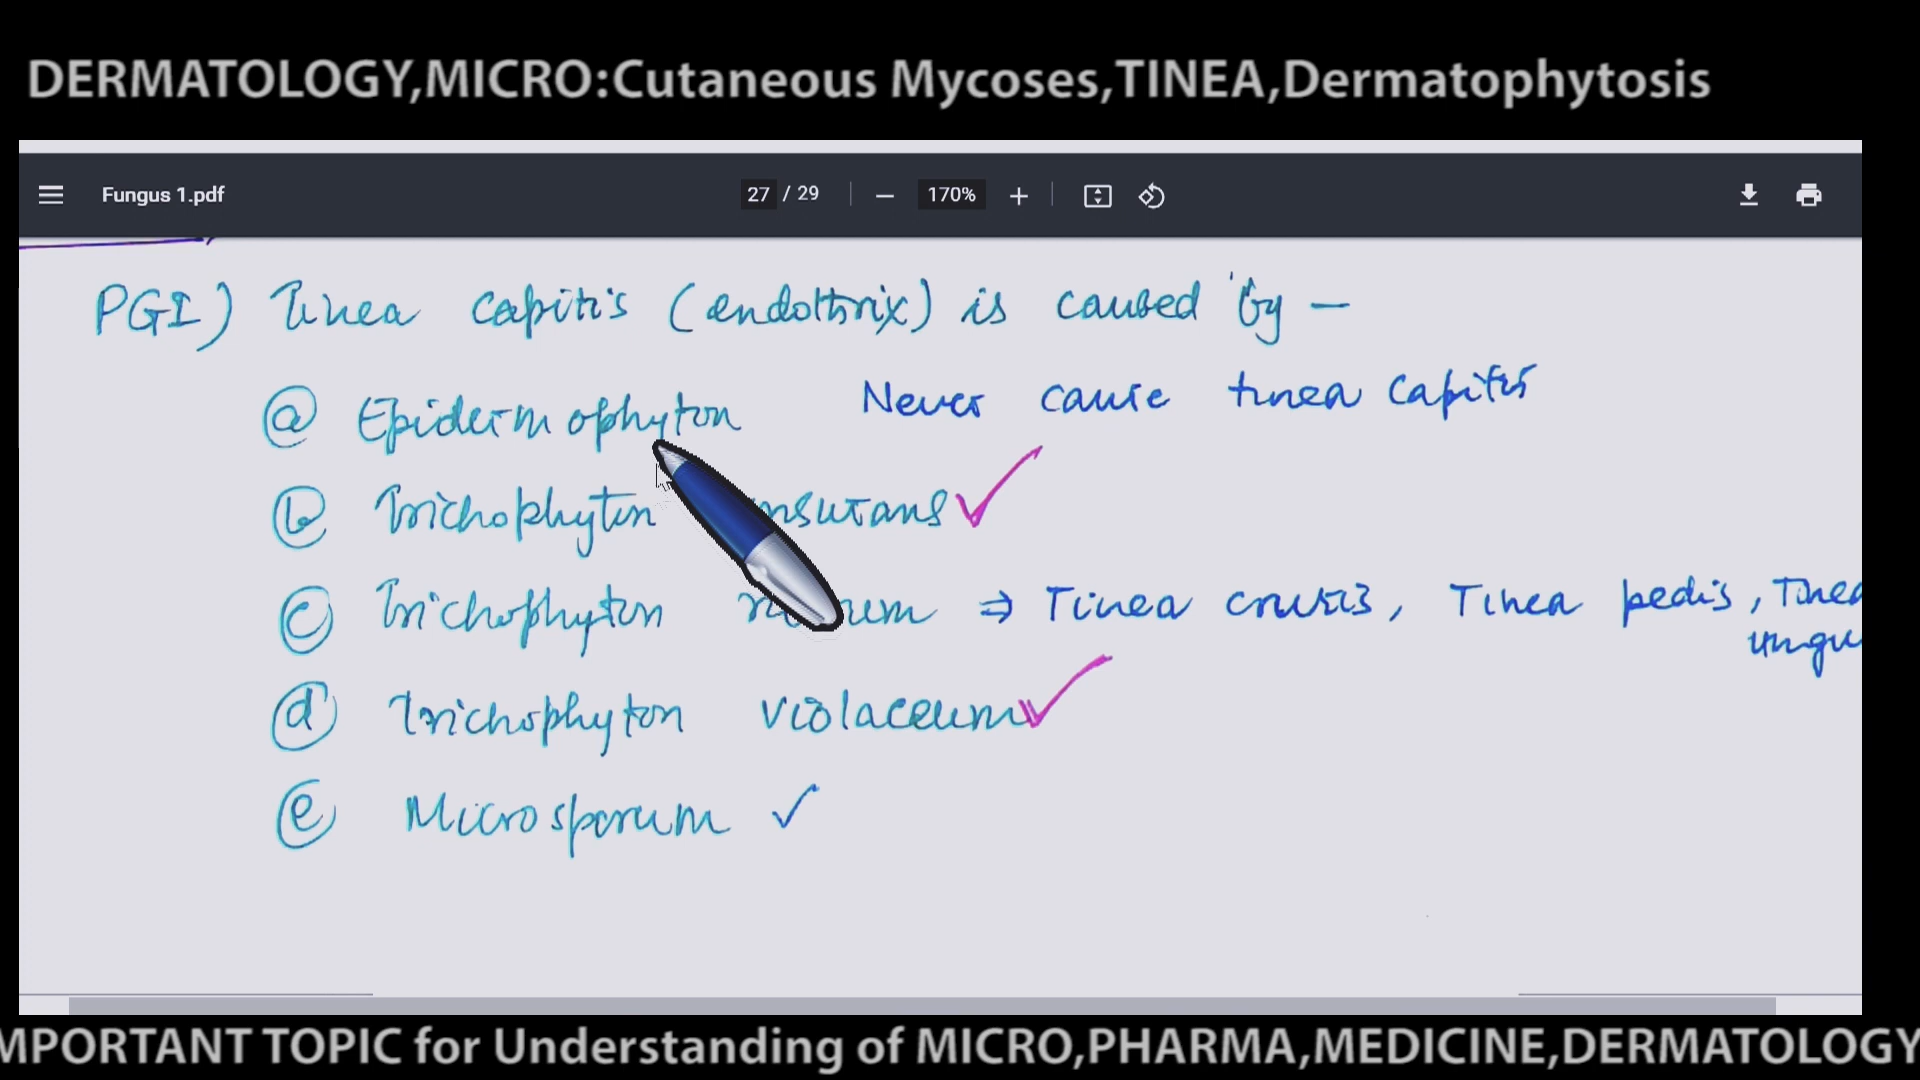 DERMATOLOGY,MICRO:Cutaneous Mycoses,TINEA,Dermatophytosis
Fungus 1.pdf 27 / 29 170%
PGI) Tinea capitis (endothrix) is caused by —
(a) Epidermophyton Never cause tinea capitis
(b) Trichophyton nsurans ✓
(c) Trichophyton um ⇒ Tinea cruris, Tinea pedis, Tinea
ungu
(d) Trichophyton violaceum ✓
(e) Microsporum ✓
MPORTANT TOPIC for Understanding of MICRO,PHARMA,MEDICINE,DERMATOLOGY